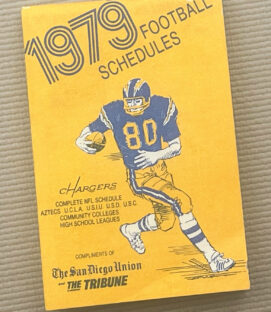 1979 FOOTBALL
SCHEDULES
80
CHARGERS
COMPLETE NFL SCHEDULE
AZTECS U.C.L.A. U.S.I.U. U.S.D. U.S.C.
COMMUNITY COLLEGES
HIGH SCHOOL LEAGUES
COMPLIMENTS OF
The San Diego Union
AND THE TRIBUNE